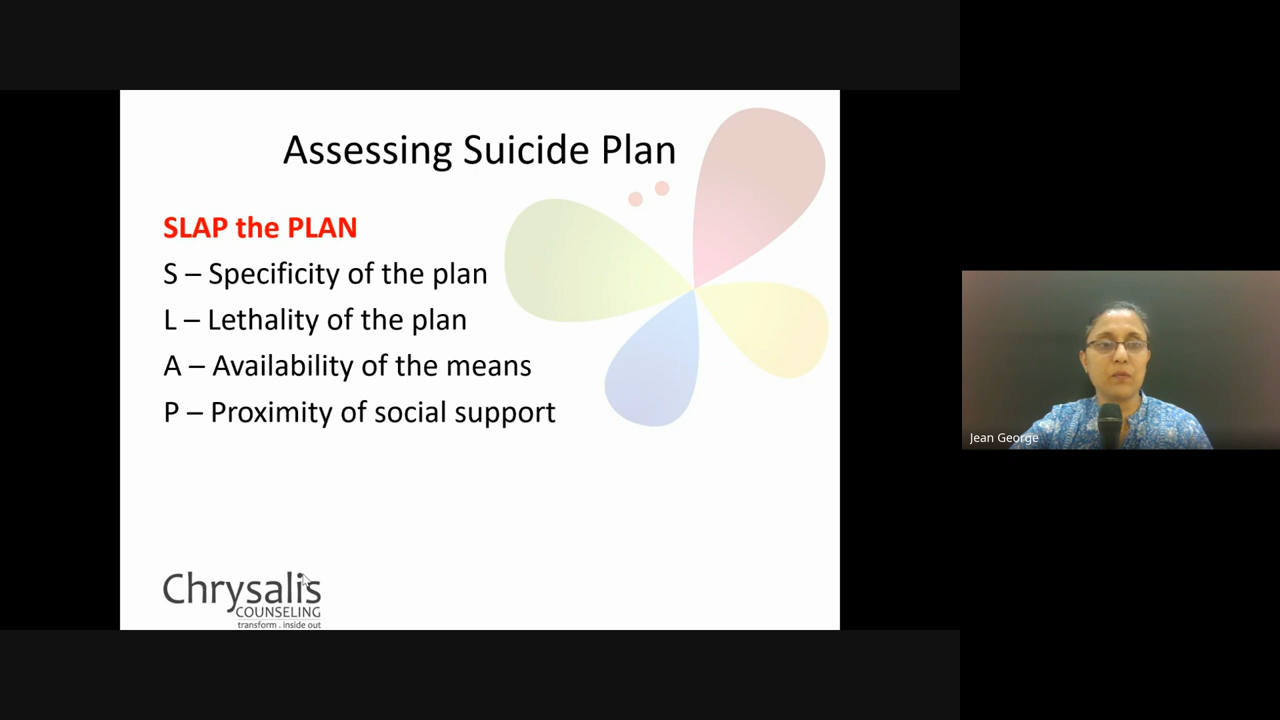 Assessing Suicide Plan
SLAP the PLAN
S – Specificity of the plan
L – Lethality of the plan
A – Availability of the means
P – Proximity of social support
Chrysalis
COUNSELING
transform . inside out
Jean George